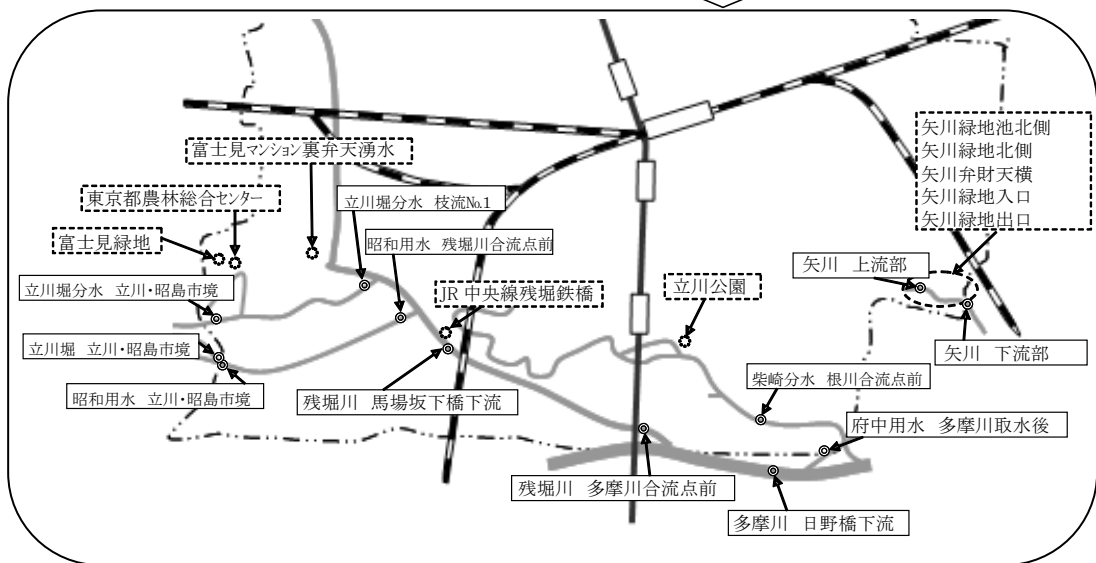 矢川緑地池北側
矢川緑地北側
矢川弁財天横
矢川緑地入口
矢川緑地出口
富士見マンション裏弁天湧水
東京都農林総合センター
立川堀分水 枝流No.1
富士見緑地
昭和用水 残堀川合流点前
矢川 上流部
立川堀分水 立川・昭島市境
JR中央線残堀鉄橋
立川公園
立川堀 立川・昭島市境
矢川 下流部
昭和用水 立川・昭島市境
残堀川 馬場坂下橋下流
柴崎分水 根川合流点前
府中用水 多摩川取水後
残堀川 多摩川合流点前
多摩川 日野橋下流